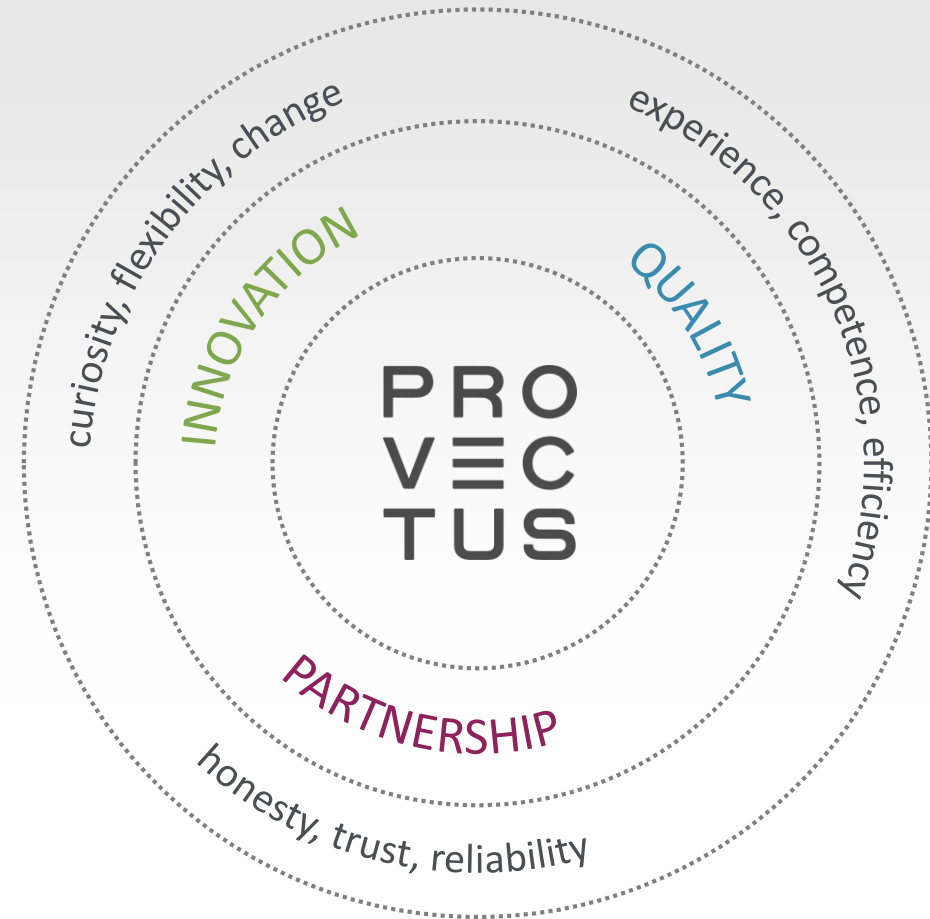 curiosity, flexibility, change
experience, competence, efficiency
INNOVATION
QUALITY
PRO
VEC
TUS
PARTNERSHIP
honesty, trust, reliability